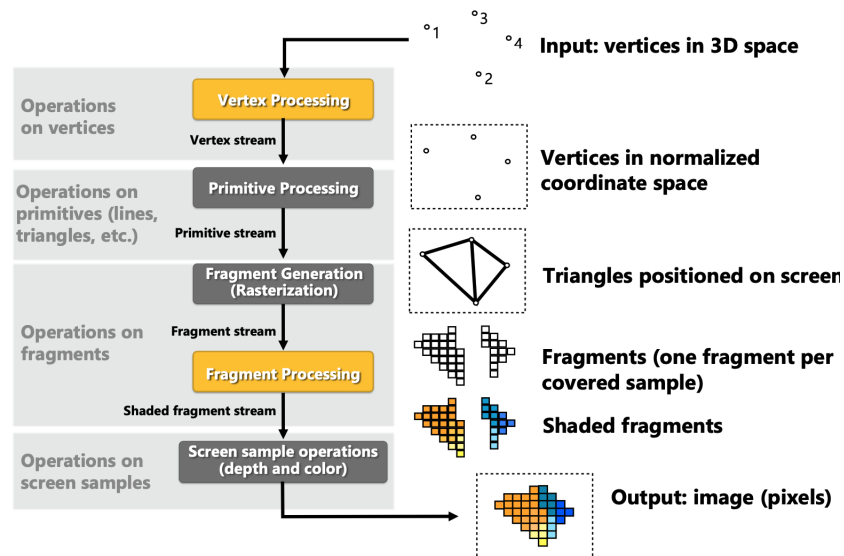 1
3
4
2
Input: vertices in 3D space
Operations
on vertices
Vertex Processing
Vertex stream
Vertices in normalized
coordinate space
Operations on
primitives (lines,
triangles, etc.)
Primitive Processing
Primitive stream
Triangles positioned on screen
Operations on
fragments
Fragment Generation
(Rasterization)
Fragment stream
Fragments (one fragment per
covered sample)
Fragment Processing
Shaded fragment stream
Shaded fragments
Operations on
screen samples
Screen sample operations
(depth and color)
Output: image (pixels)